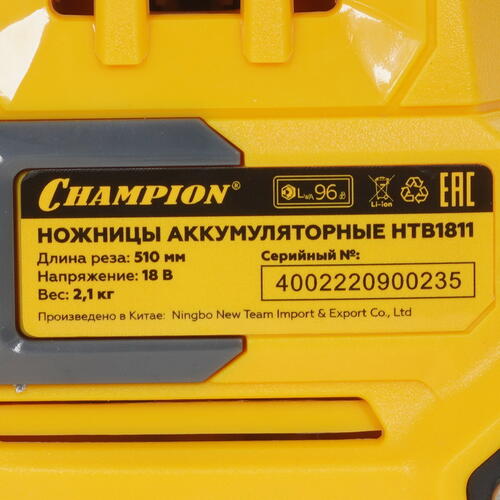 CHAMPION® LWA 96 дБ Li-ion EAC
НОЖНИЦЫ АККУМУЛЯТОРНЫЕ HTB1811
Длина реза: 510 мм Серийный №:
Напряжение: 18 В 4002220900235
Вес: 2,1 кг
Произведено в Китае: Ningbo New Team Import & Export Co., Ltd